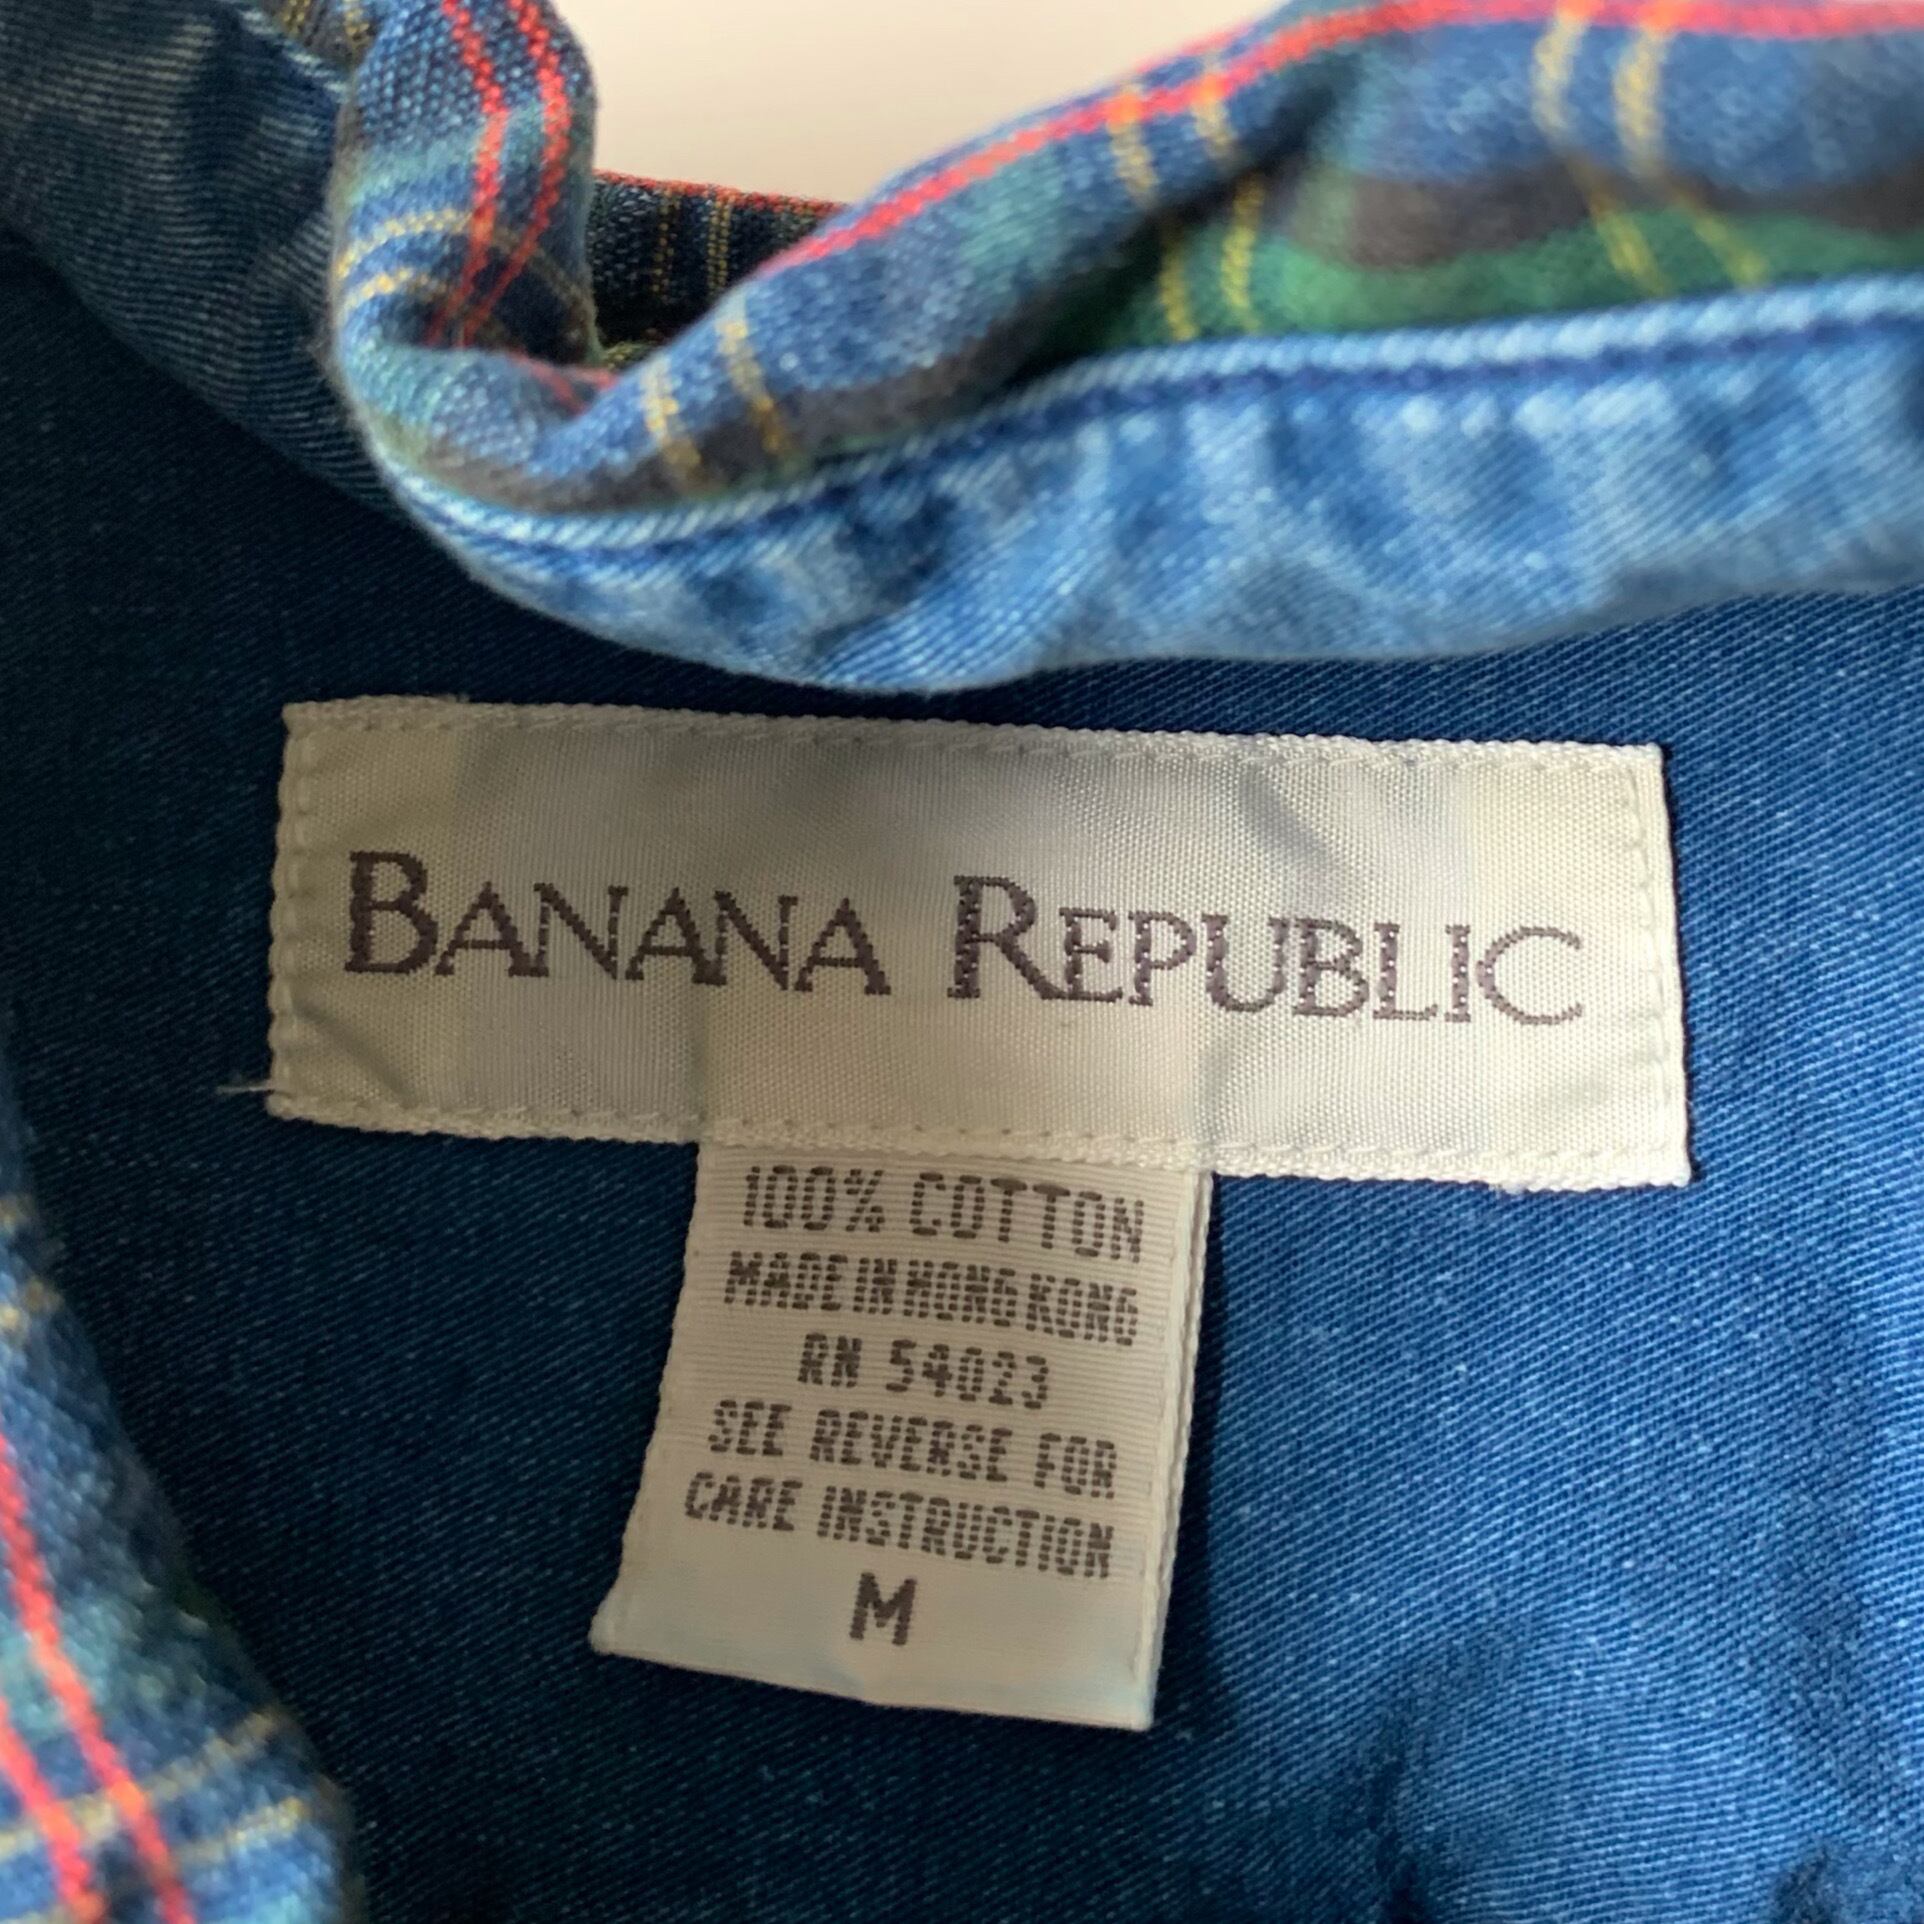 BANANA REPUBLIC
100% COTTON
MADE IN HONG KONG
RN 54023
SEE REVERSE FOR
CARE INSTRUCTION
M